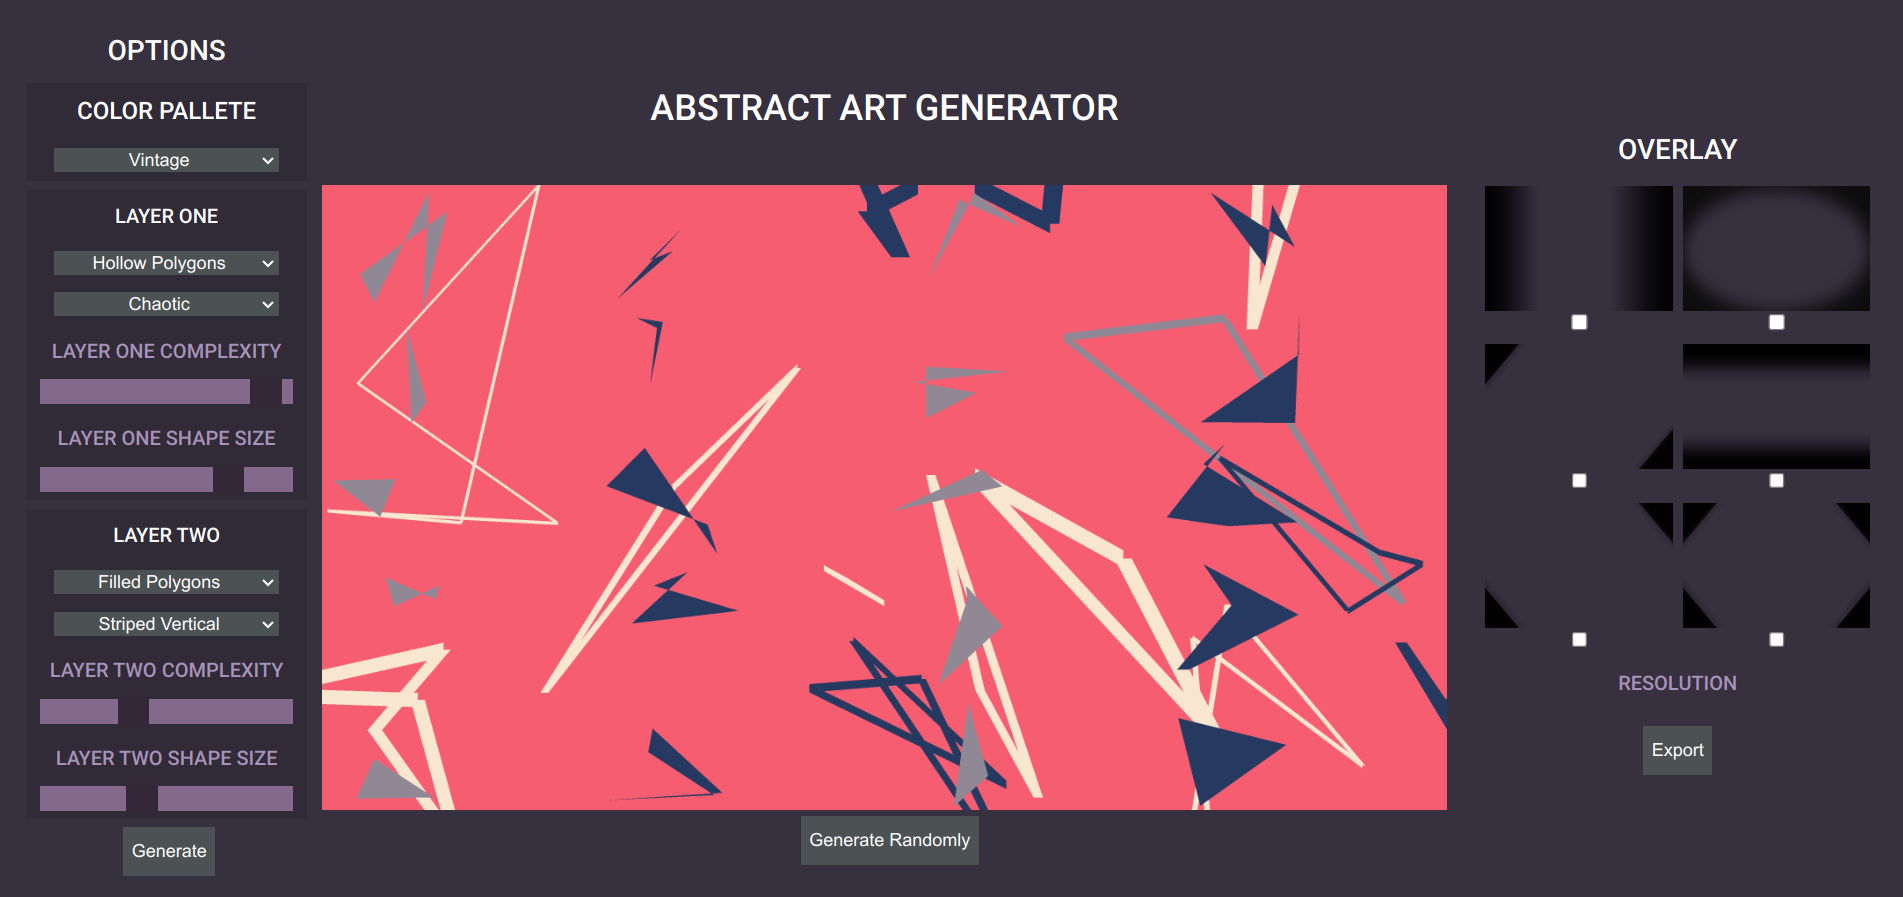 OPTIONS
COLOR PALLETE
Vintage
LAYER ONE
Hollow Polygons
Chaotic
LAYER ONE COMPLEXITY
LAYER ONE SHAPE SIZE
LAYER TWO
Filled Polygons
Striped Vertical
LAYER TWO COMPLEXITY
LAYER TWO SHAPE SIZE
Generate
ABSTRACT ART GENERATOR
Generate Randomly
OVERLAY
RESOLUTION
Export